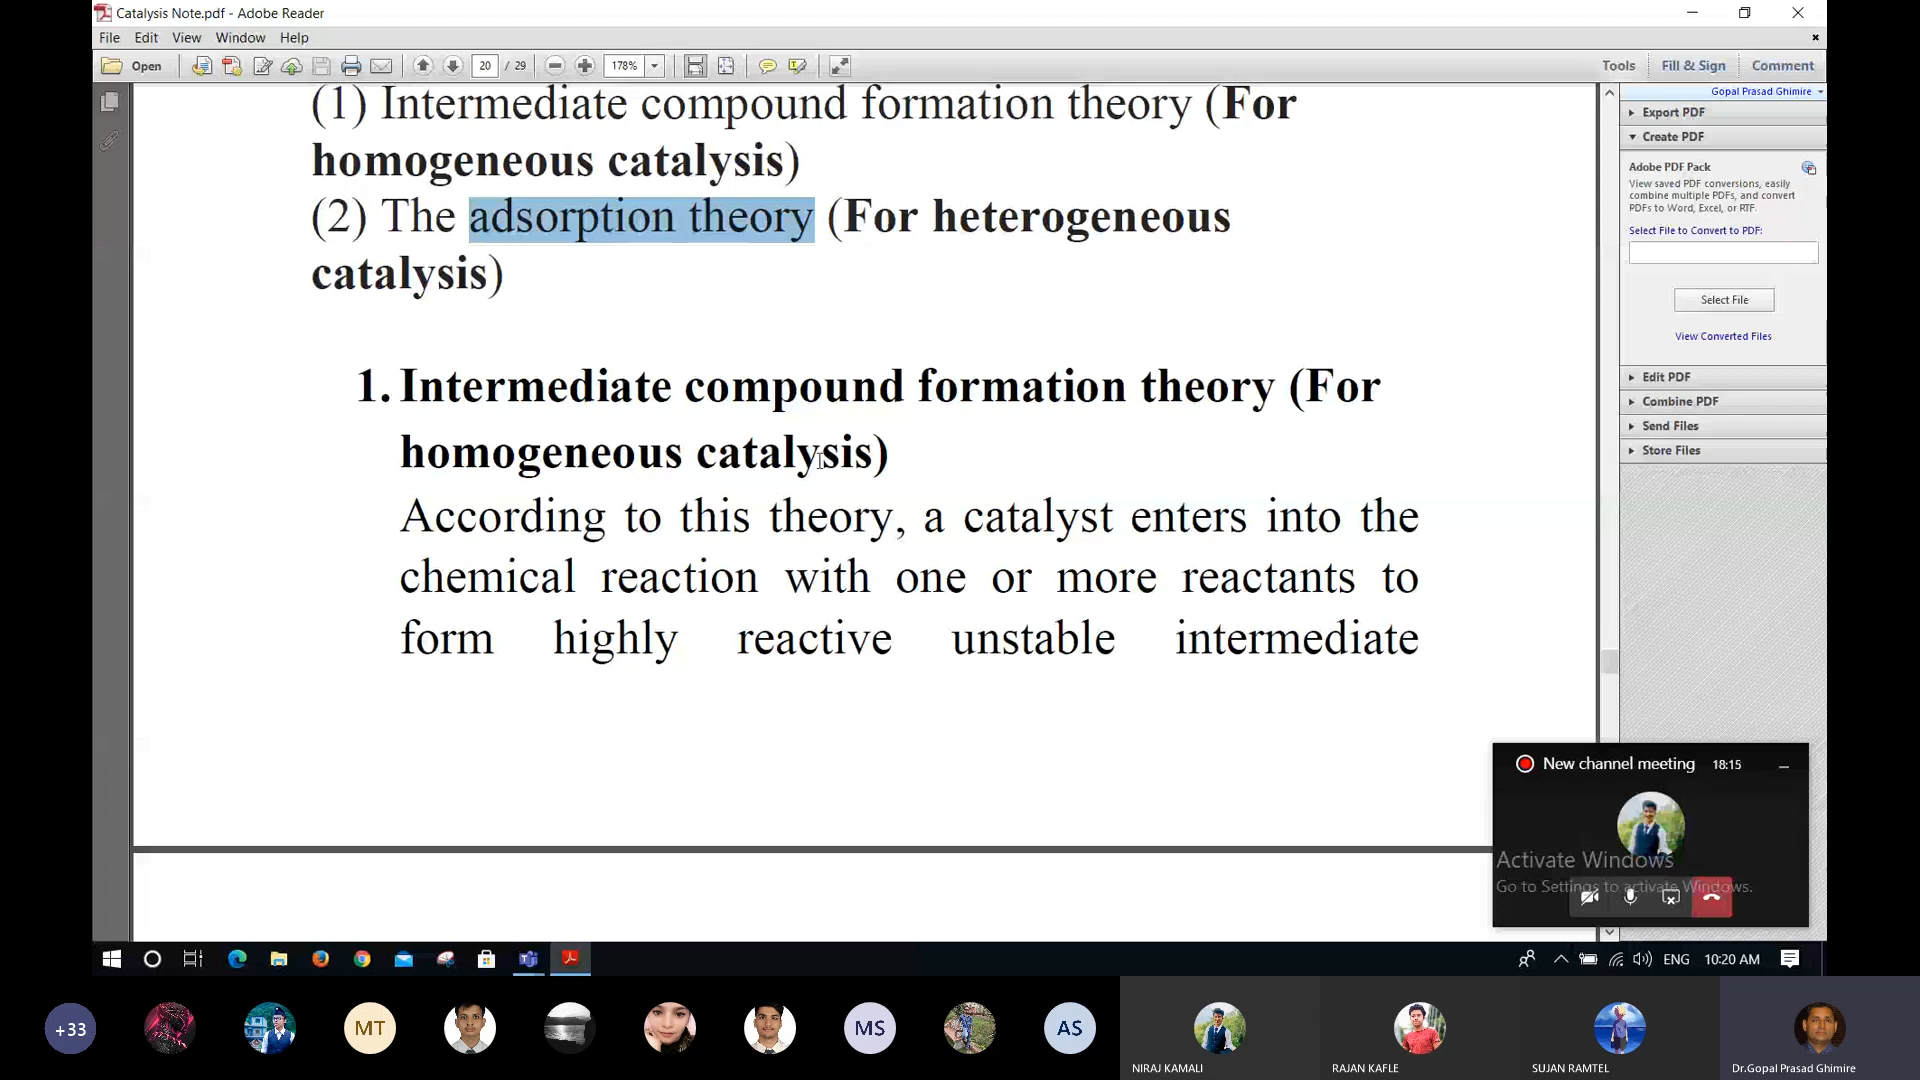 Catalysis Note.pdf - Adobe Reader
File Edit View Window Help
Open 20 / 29 178% Tools Fill & Sign Comment
(1) Intermediate compound formation theory (For
homogeneous catalysis)
(2) The adsorption theory (For heterogeneous
catalysis)
1. Intermediate compound formation theory (For
homogeneous catalysis)
According to this theory, a catalyst enters into the
chemical reaction with one or more reactants to
form highly reactive unstable intermediate
Gopal Prasad Ghimire
Export PDF
Create PDF
Adobe PDF Pack
View saved PDF conversions, easily
combine multiple PDFs, and convert
PDFs to Word, Excel, or RTF.
Select File to Convert to PDF:
Select File
View Converted Files
Edit PDF
Combine PDF
Send Files
Store Files
New channel meeting 18:15
Activate Windows
Go to Settings to activate Windows.
ENG 10:20 AM
+33 MT MS AS
NIRAJ KAMALI RAJAN KAFLE SUJAN RAMTEL Dr.Gopal Prasad Ghimire